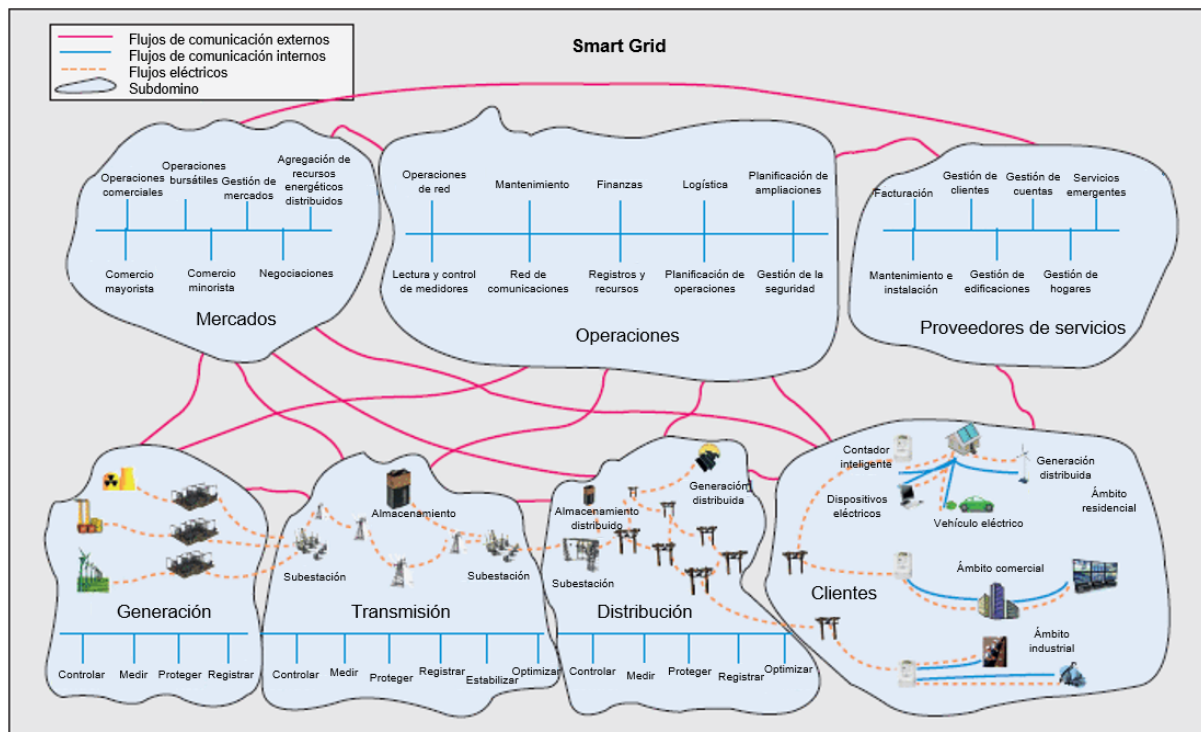 Smart Grid
Flujos de comunicación externos
Flujos de comunicación internos
Flujos eléctricos
Subdomino
Operaciones
comerciales
Operaciones
bursátiles
Gestión de
mercados
Agregación de
recursos
energéticos
distribuidos
Comercio
mayorista
Comercio
minorista
Negociaciones
Mercados
Operaciones
de red
Mantenimiento
Finanzas
Logística
Planificación de
ampliaciones
Lectura y control
de medidores
Red de
comunicaciones
Registros y
recursos
Planificación de
operaciones
Gestión de la
seguridad
Operaciones
Facturación
Gestión de
clientes
Gestión de
cuentas
Servicios
emergentes
Mantenimiento e
instalación
Gestión de
edificaciones
Gestión de
hogares
Proveedores de servicios
Generación
Controlar
Medir
Proteger
Registrar
Almacenamiento
Subestación
Subestación
Transmisión
Controlar
Medir
Proteger
Registrar
Estabilizar
Optimizar
Generación
distribuida
Almacenamiento
distribuido
Subestación
Distribución
Controlar
Medir
Proteger
Registrar
Optimizar
Contador
inteligente
Generación
distribuida
Dispositivos
eléctricos
Vehículo eléctrico
Ámbito
residencial
Ámbito comercial
Clientes
Ámbito
industrial